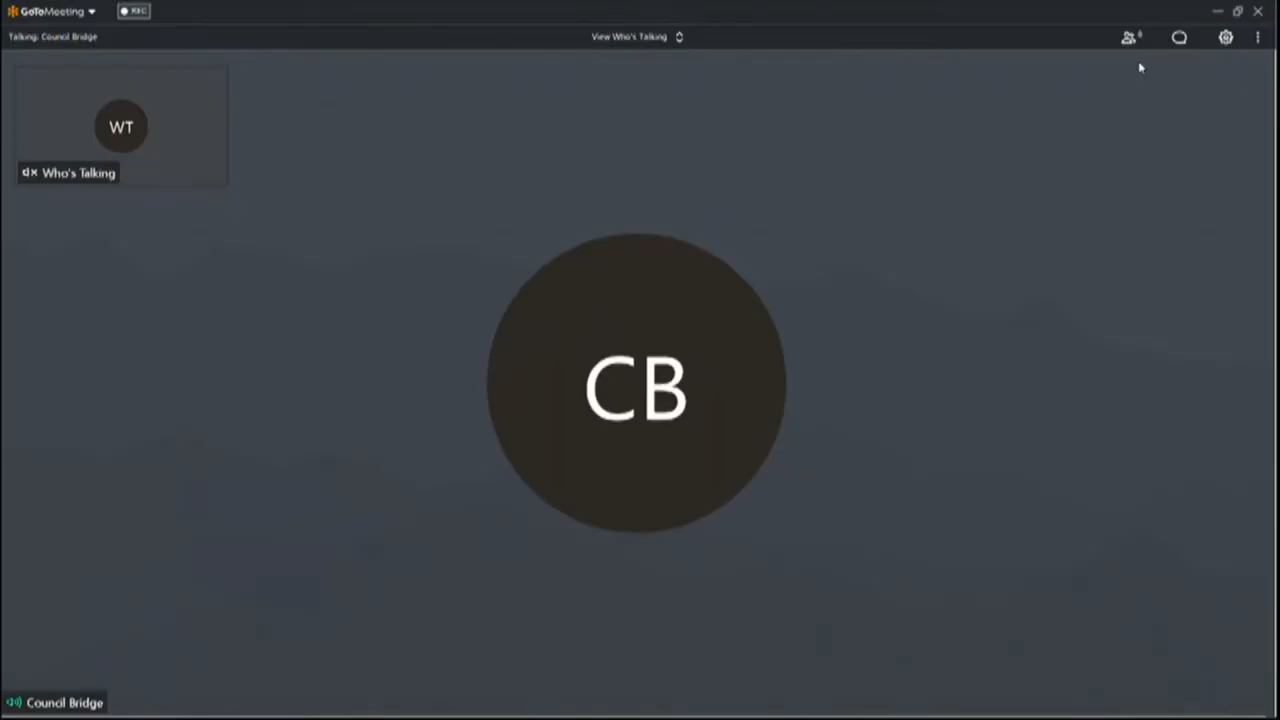 GoToMeeting
REC
Talking: Council Bridge
View Who's Talking
WT
Who's Talking
CB
Council Bridge